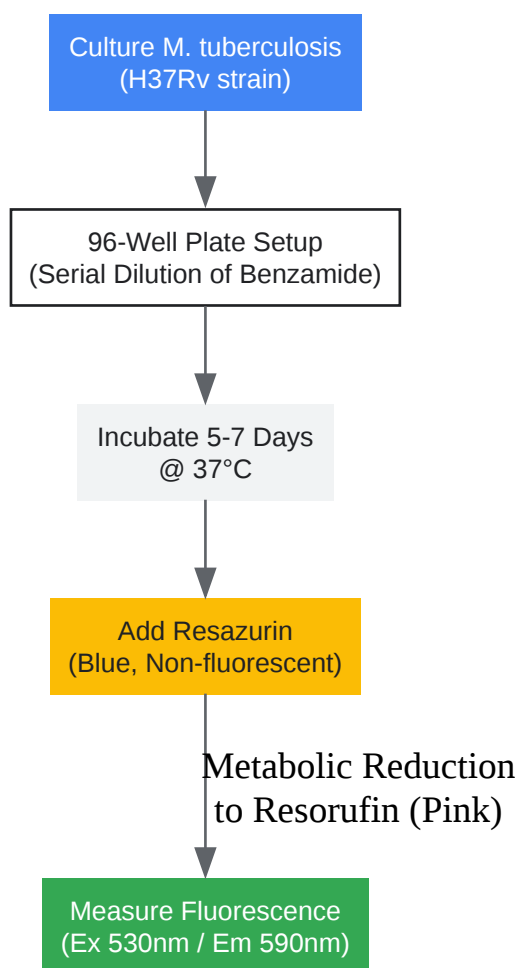 Culture M. tuberculosis
(H37Rv strain)
96-Well Plate Setup
(Serial Dilution of Benzamide)
Incubate 5-7 Days
@ 37°C
Add Resazurin
(Blue, Non-fluorescent)
Metabolic Reduction
to Resorufin (Pink)
Measure Fluorescence
(Ex 530nm / Em 590nm)